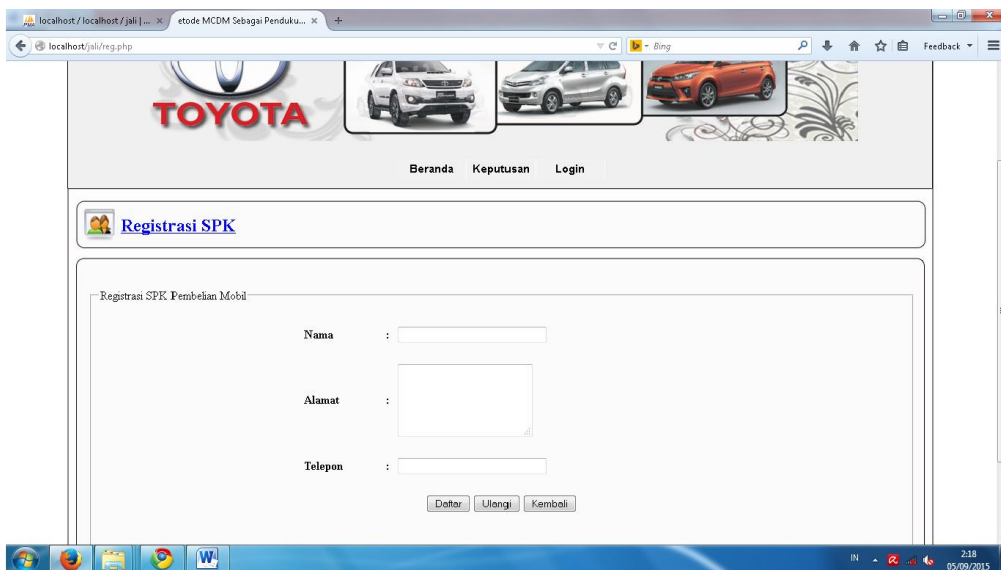 localhost / localhost / jali | ...
etode MCDM Sebagai Penduku...
localhost/jali/reg.php
Bing
Feedback
TOYOTA
Beranda Keputusan Login
Registrasi SPK
Registrasi SPK Pembelian Mobil
Nama :
Alamat :
Telepon :
Daftar Ulangi Kembali
IN
2:18
05/09/2015